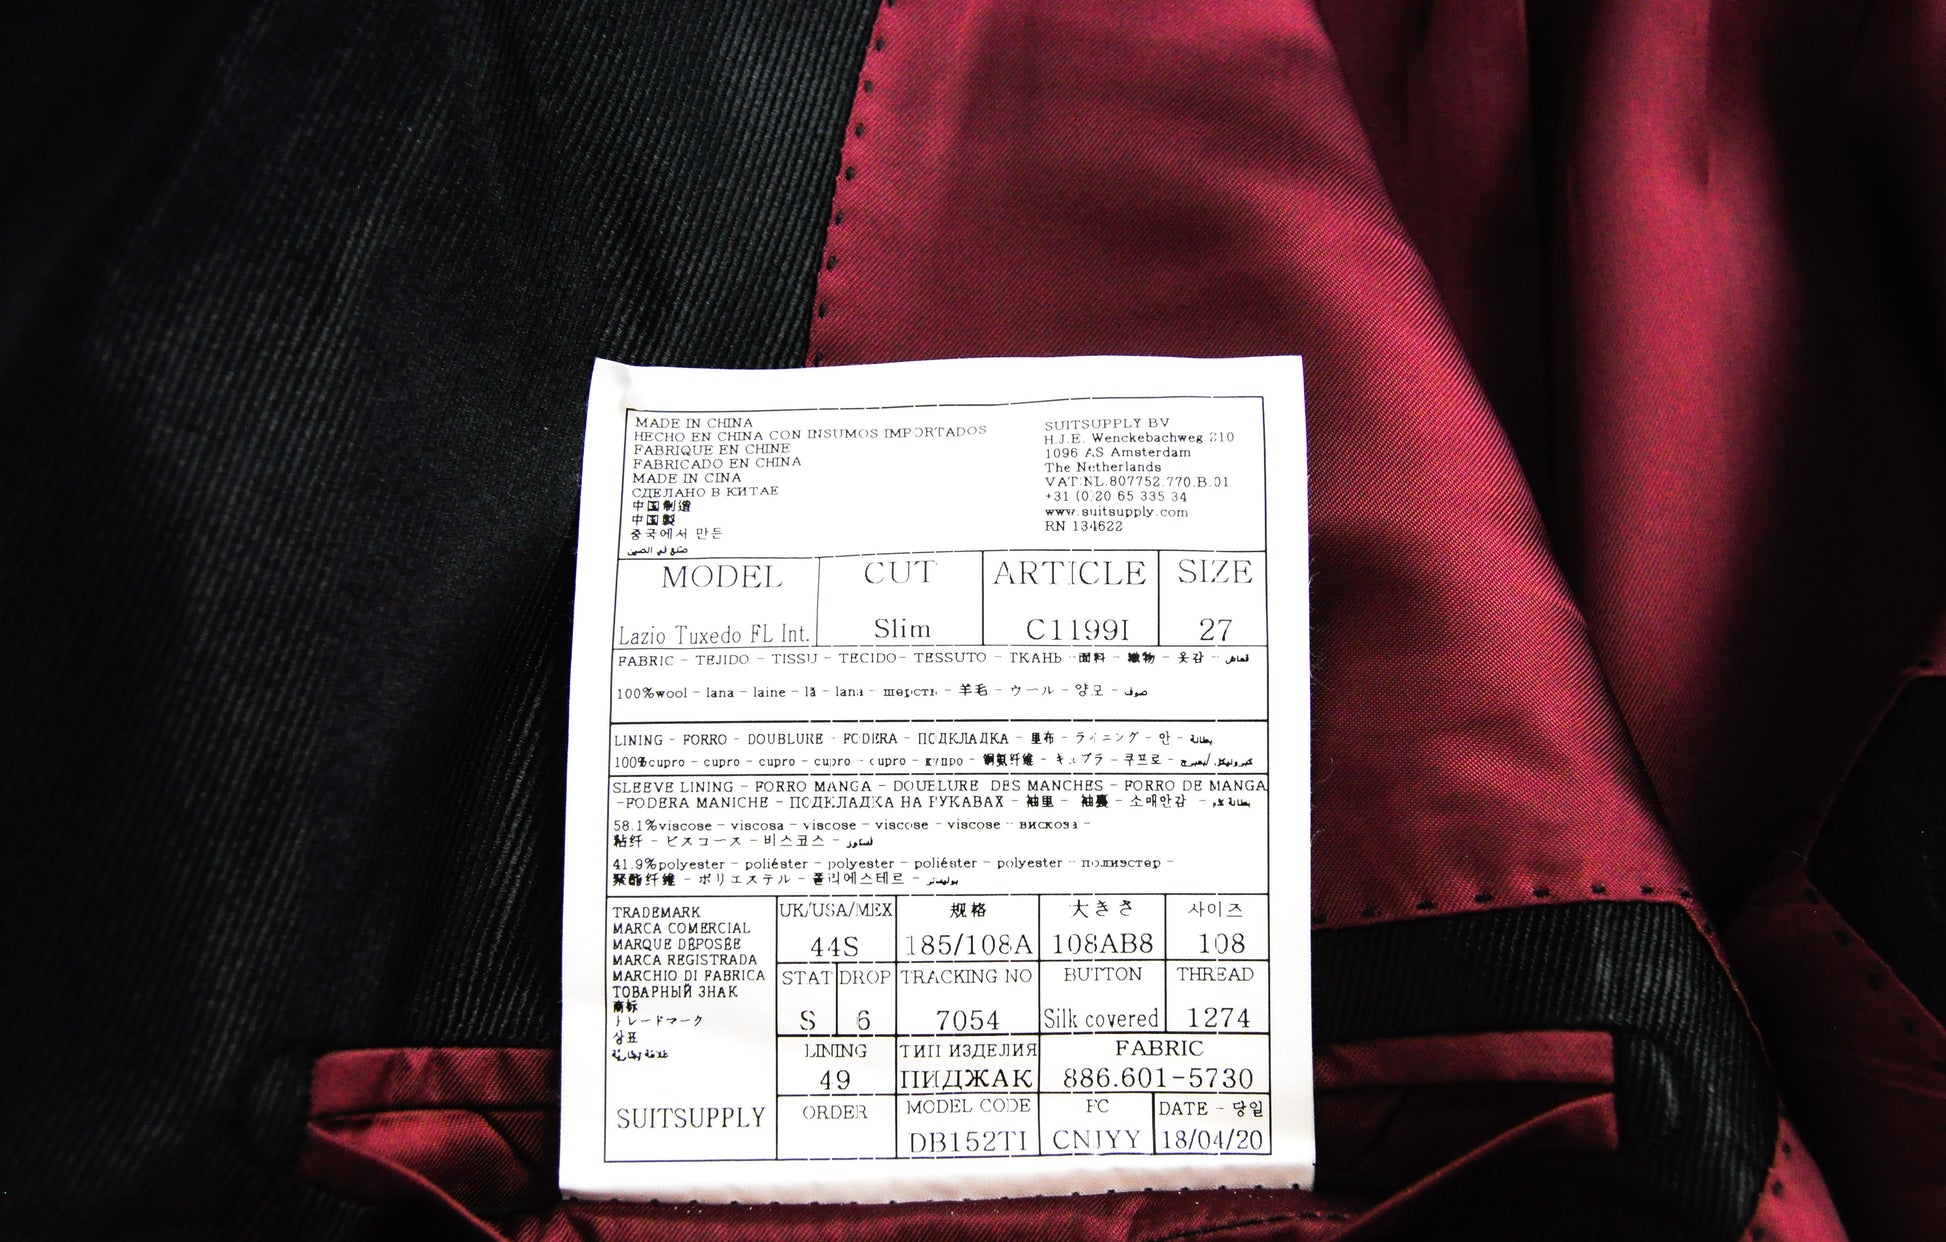 MADE IN CHINA
HECHO EN CHINA CON INSUMOS IMPORTADOS
FABRIQUE EN CHINE
FABRICADO EN CHINA
MADE IN CINA
СДЕЛАНО В КИТАЕ
中国制造
中国製
중국에서 만든
صنع في الصين
SUITSUPPLY BV
H.J.E. Wenckebachweg 210
1096 AS Amsterdam
The Netherlands
VAT:NL.807752.770.B.01
+31 (0)20 65 335 34
www.suitsupply.com
RN 134622
MODEL CUT ARTICLE SIZE
Lazio Tuxedo FL Int. Slim C1199I 27
FABRIC - TEJIDO - TISSU - TECIDO- TESSUTO - ТКАНЬ -面料 - 織物 - 옷감 - قماش
100%wool - lana - laine - lã - lana - шерсть - 羊毛 - ウール - 양모 - صوف
LINING - FORRO - DOUBLURE - FODERA - ПОДКЛАДКА - 里布 - ライニング - 안 - بطانة
100%cupro - cupro - cupro - cupro - cupro - купро - 铜氨纤维 - キュプラ - 쿠프로 -
SLEEVE LINING - FORRO MANGA - DOUELURE DES MANCHES - FORRO DE MANGA
-FODERA MANICHE - ПОДКЛАДКА НА РУКАВАХ - 袖里 - 袖裏 - 소매안감 -
58.1%viscose - viscosa - viscose - viscose - viscose - вискоза -
粘纤 - ビスコース - 비스코스 -
41.9%polyester - poliéster - polyester - poliéster - polyester - полиэстер -
聚酯纤维 - ポリエステル - 폴리에스테르 -
TRADEMARK
MARCA COMERCIAL
MARQUE DÉPOSÉE
MARCA REGISTRADA
MARCHIO DI FABRICA
ТОВАРНЫЙ ЗНАК
商标
トレードマーク
상표
علامة تجارية
SUITSUPPLY
UK/USA/MEX 规格 大きさ 사이즈
44S 185/108A 108AB8 108
STAT DROP TRACKING NO BUTTON THREAD
S 6 7054 Silk covered 1274
LINING ТИП ИЗДЕЛИЯ FABRIC
49 ПИДЖАК 886.601-5730
ORDER MODEL CODE FC DATE - 당일
DB152TI CNJYY 18/04/20